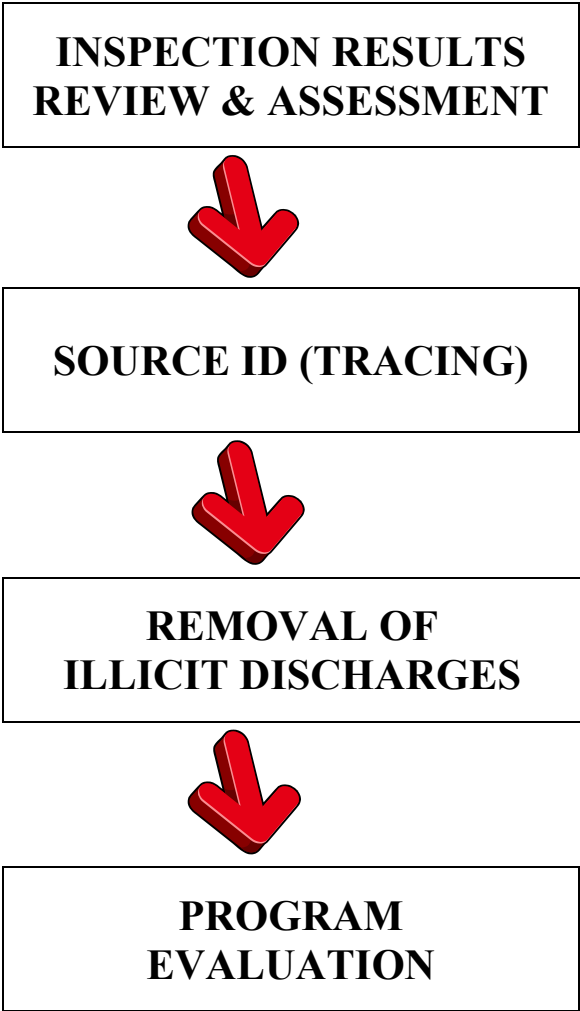 INSPECTION RESULTS
REVIEW & ASSESSMENT
SOURCE ID (TRACING)
REMOVAL OF
ILLICIT DISCHARGES
PROGRAM
EVALUATION